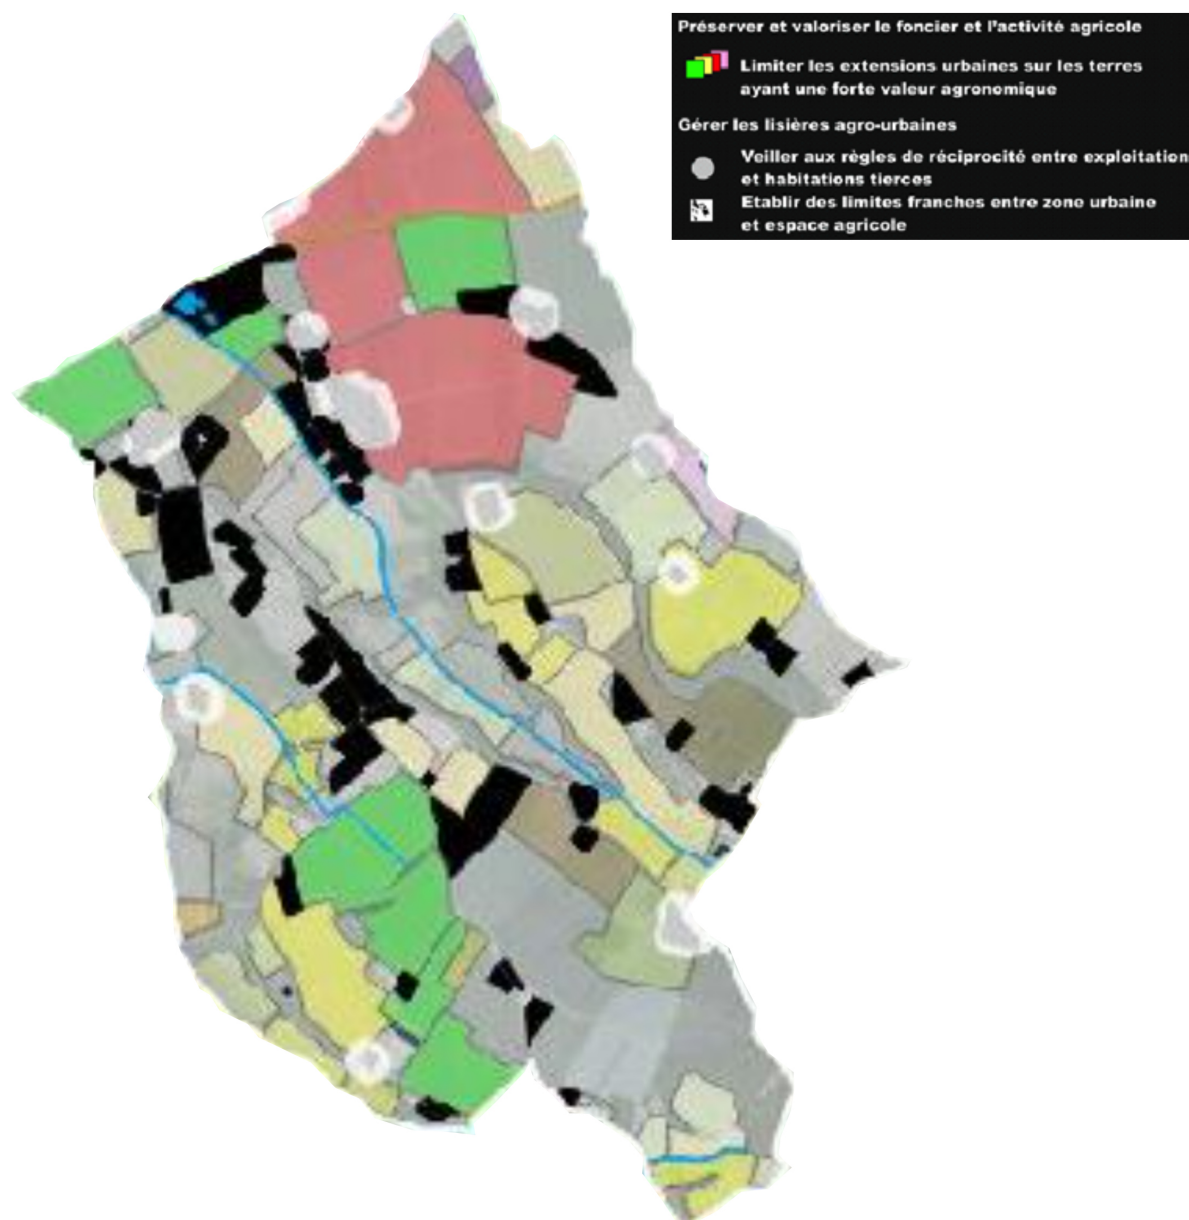 Préserver et valoriser le foncier et l'activité agricole
Limiter les extensions urbaines sur les terres
ayant une forte valeur agronomique
Gérer les lisières agro-urbaines
Veiller aux règles de réciprocité entre exploitation
et habitations tierces
Etablir des limites franches entre zone urbaine
et espace agricole